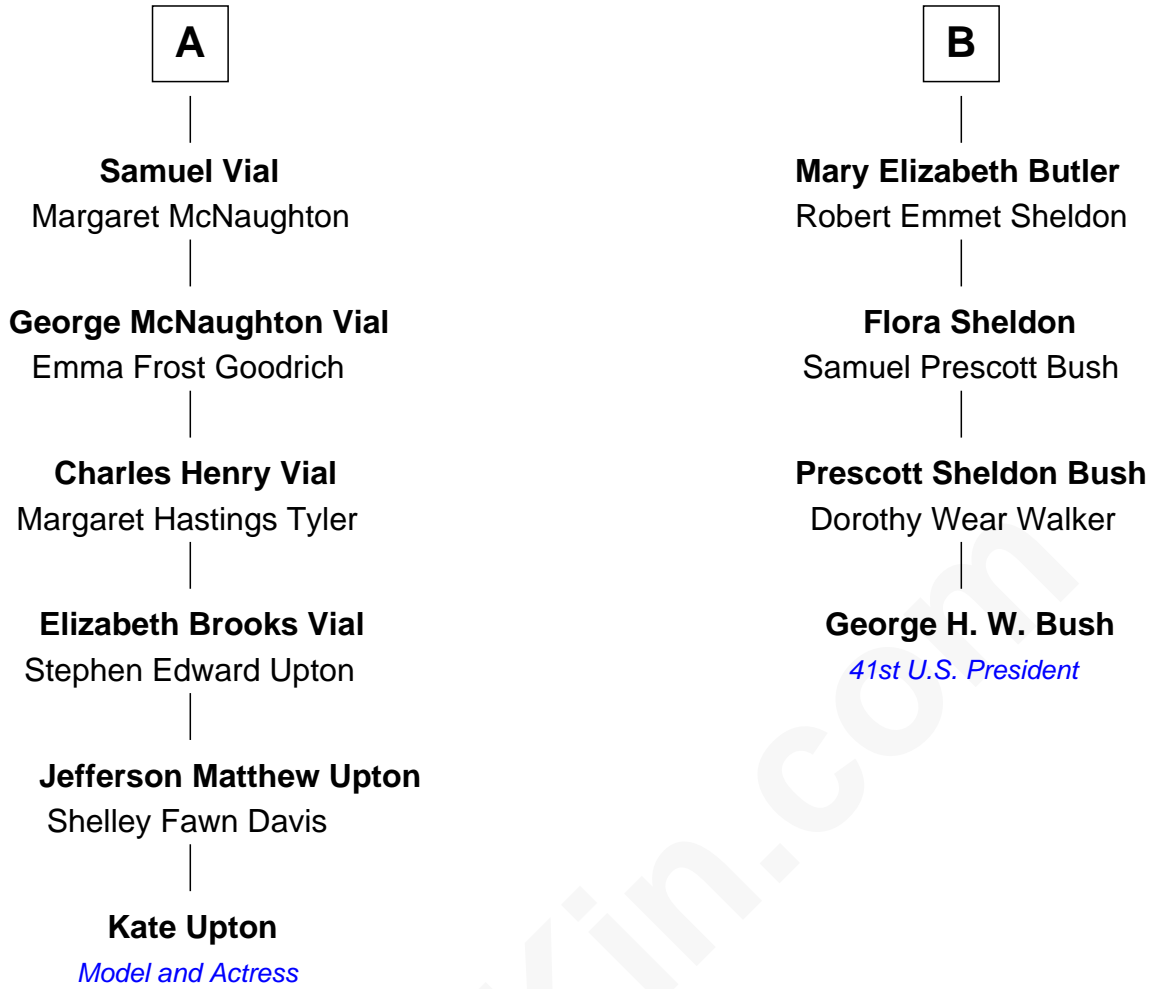 A
Samuel Vial
Margaret McNaughton
George McNaughton Vial
Emma Frost Goodrich
Charles Henry Vial
Margaret Hastings Tyler
Elizabeth Brooks Vial
Stephen Edward Upton
Jefferson Matthew Upton
Shelley Fawn Davis
Kate Upton
Model and Actress
B
Mary Elizabeth Butler
Robert Emmet Sheldon
Flora Sheldon
Samuel Prescott Bush
Prescott Sheldon Bush
Dorothy Wear Walker
George H. W. Bush
41st U.S. President
Kin.com